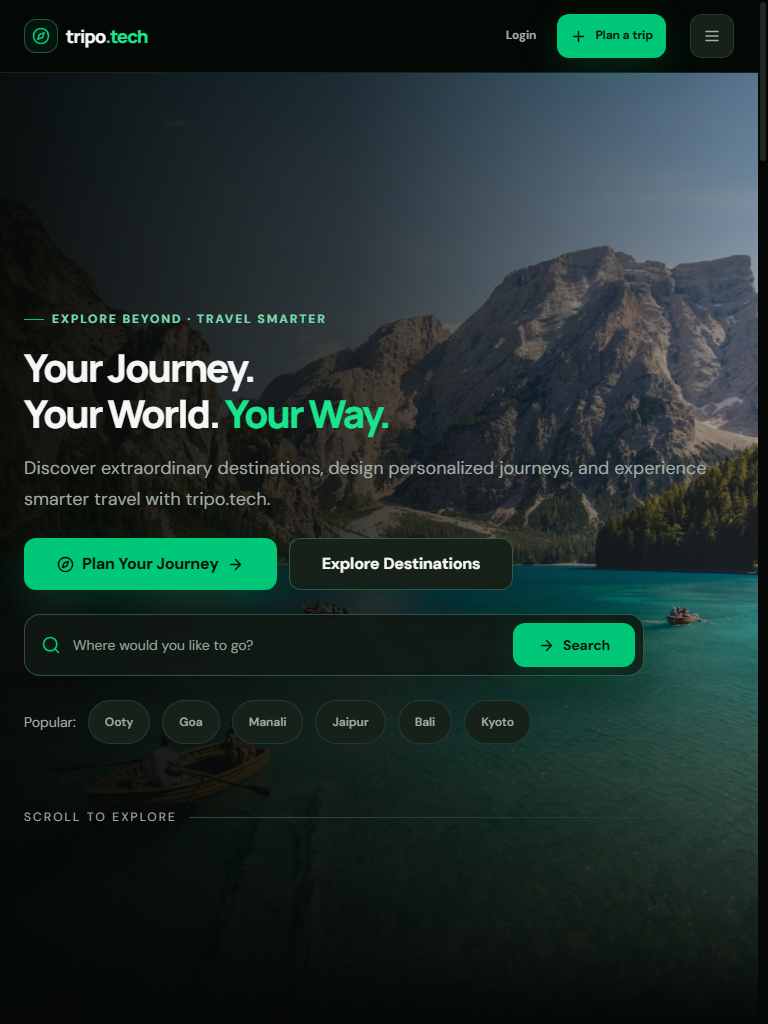 tripo.tech
Login
Plan a trip
EXPLORE BEYOND · TRAVEL SMARTER
Your Journey.
Your World. Your Way.
Discover extraordinary destinations, design personalized journeys, and experience
smarter travel with tripo.tech.
Plan Your Journey
Explore Destinations
Where would you like to go?
Search
Popular:
Ooty
Goa
Manali
Jaipur
Bali
Kyoto
SCROLL TO EXPLORE